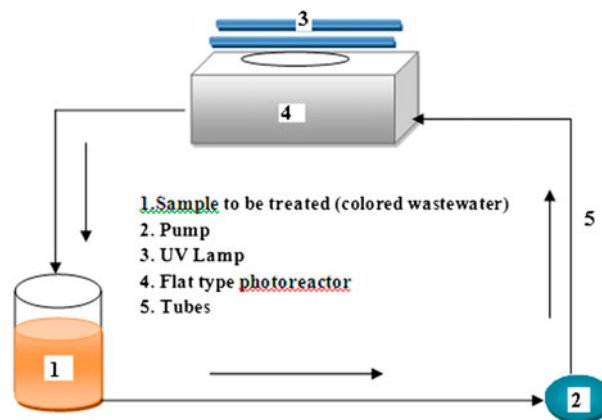 3
4
1.Sample to be treated (colored wastewater)
2. Pump
3. UV Lamp
4. Flat type photoreactor
5. Tubes
5
1
2